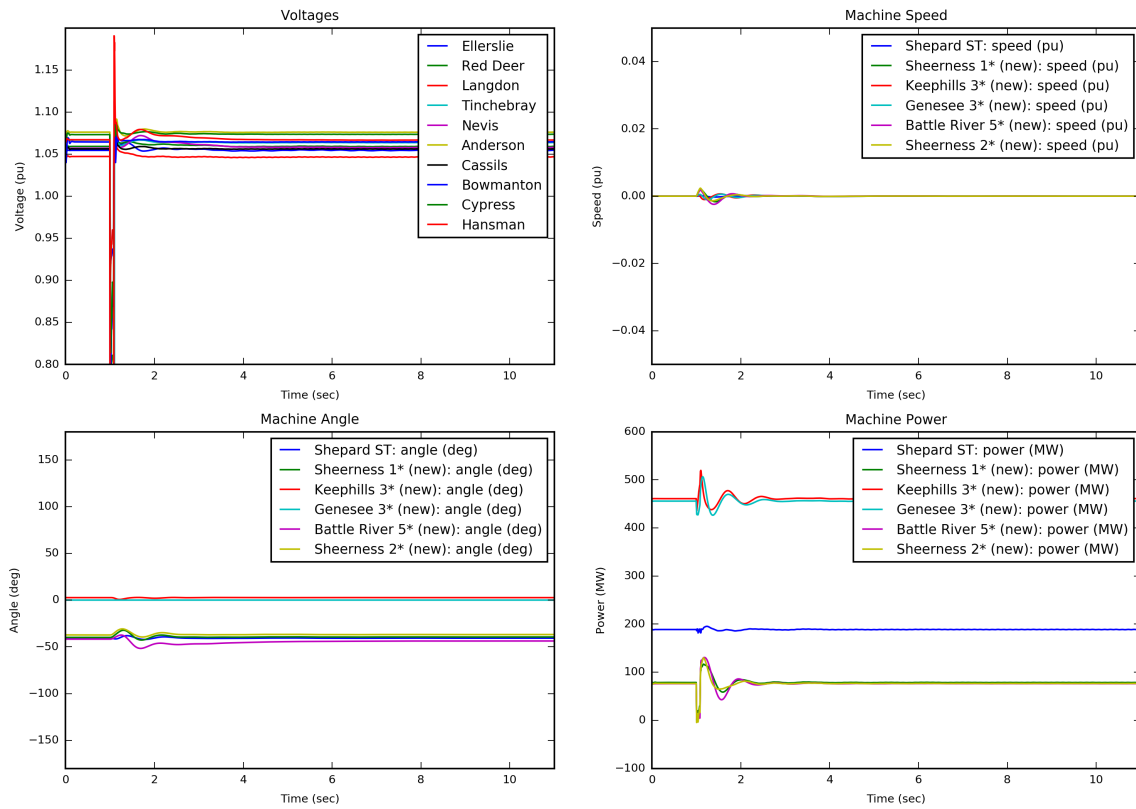 Voltages
1.15
1.10
1.05
1.00
0.95
0.90
0.85
0.80
Voltage (pu)
0 2 4 6 8 10
Time (sec)
Ellerslie
Red Deer
Langdon
Tinchebray
Nevis
Anderson
Cassils
Bowmanton
Cypress
Hansman
Machine Speed
0.04
0.02
0.00
−0.02
−0.04
Speed (pu)
0 2 4 6 8 10
Time (sec)
Shepard ST: speed (pu)
Sheerness 1* (new): speed (pu)
Keephills 3* (new): speed (pu)
Genesee 3* (new): speed (pu)
Battle River 5* (new): speed (pu)
Sheerness 2* (new): speed (pu)
Machine Angle
150
100
50
0
−50
−100
−150
Angle (deg)
0 2 4 6 8 10
Time (sec)
Shepard ST: angle (deg)
Sheerness 1* (new): angle (deg)
Keephills 3* (new): angle (deg)
Genesee 3* (new): angle (deg)
Battle River 5* (new): angle (deg)
Sheerness 2* (new): angle (deg)
Machine Power
600
500
400
300
200
100
0
−100
Power (MW)
0 2 4 6 8 10
Time (sec)
Shepard ST: power (MW)
Sheerness 1* (new): power (MW)
Keephills 3* (new): power (MW)
Genesee 3* (new): power (MW)
Battle River 5* (new): power (MW)
Sheerness 2* (new): power (MW)